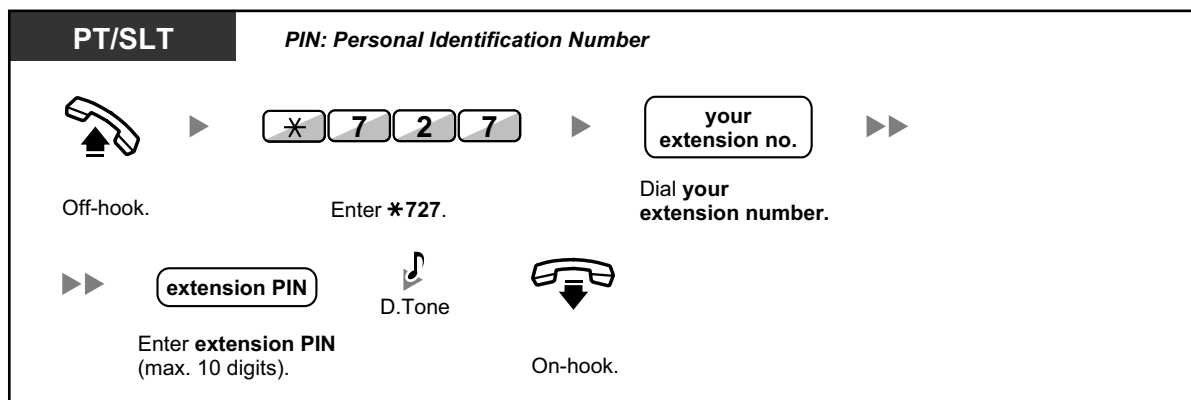 PT/SLT PIN: Personal Identification Number
✳ 7 2 7
your
extension no.
Off-hook.
Enter ✳727.
Dial your
extension number.
extension PIN
D.Tone
Enter extension PIN
(max. 10 digits).
On-hook.